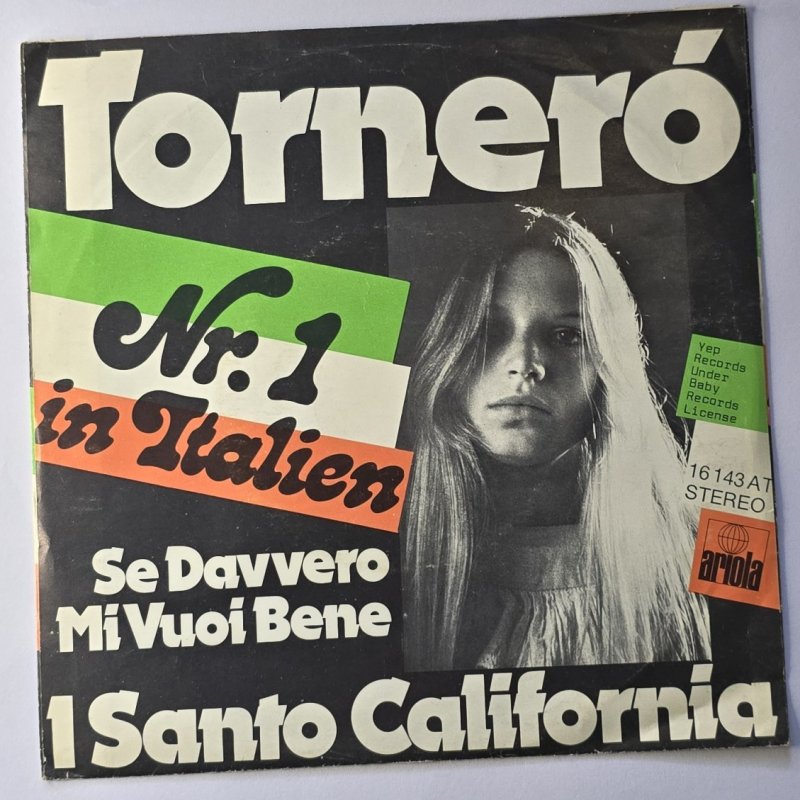 Torneró
Nr. 1
in Italien
Yep
Records
Under
Baby
Records
License
16 143 AT
STEREO
ariola
Se Davvero
Mi Vuoi Bene
I Santo California